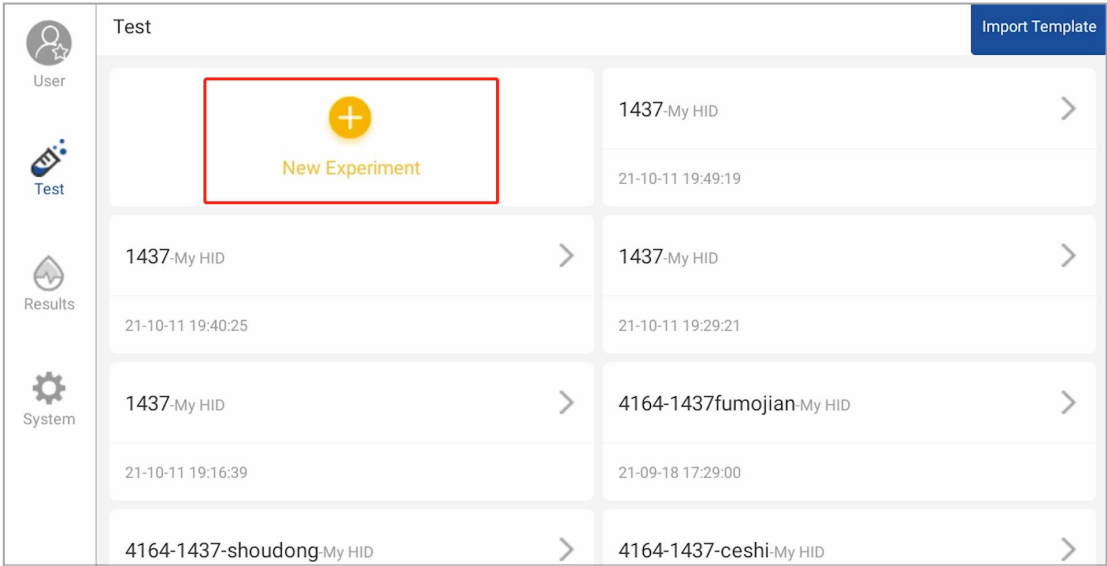 User
Test
Results
System
Test
Import Template
New Experiment
1437-My HID
21-10-11 19:49:19
1437-My HID
21-10-11 19:40:25
1437-My HID
21-10-11 19:29:21
1437-My HID
21-10-11 19:16:39
4164-1437fumojian-My HID
21-09-18 17:29:00
4164-1437-shoudong-My HID
4164-1437-ceshi-My HID